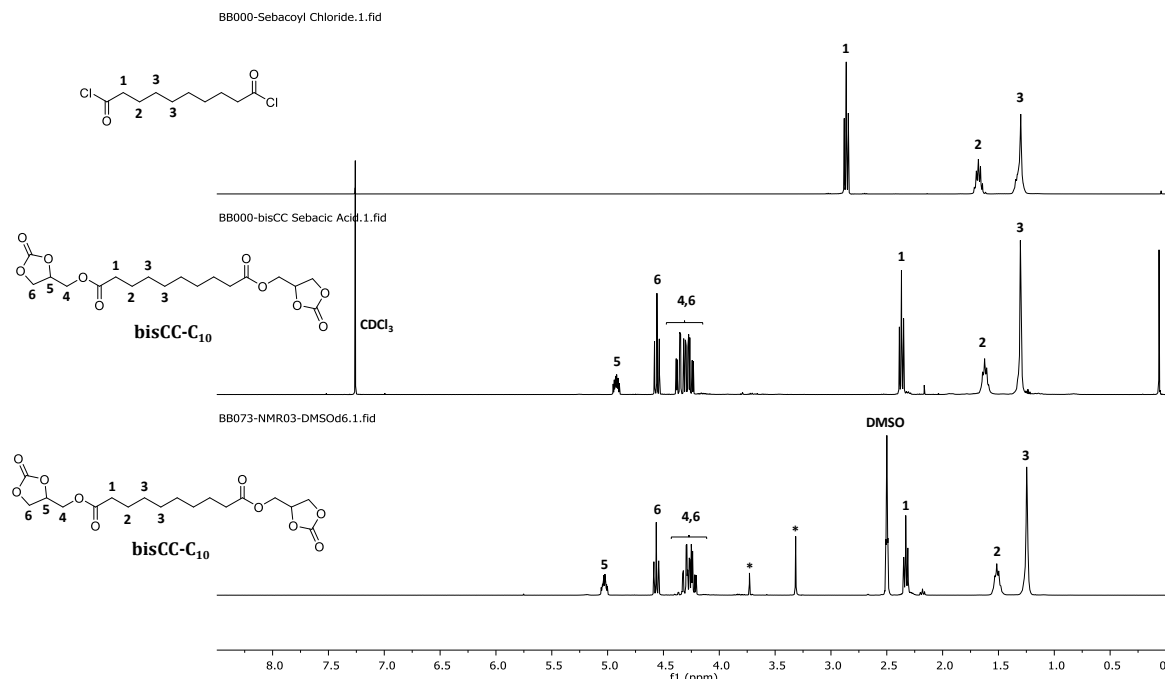 BB000-Sebacoyl Chloride.1.fid
1
O
1
3
Cl
3
Cl
2
3
O
2
BB000-bisCC Sebacic Acid.1.fid
3
O
O
1
3
O
6
1
O
O
4,6
O
6
5
4
2
3
O
O
O
O
CDCl3
2
O
bisCC-C10
5
BB073-NMR03-DMSOd6.1.fid
DMSO
3
O
O
1
3
O
6
1
O
O
4,6
O
6
5
4
2
3
O
O
*
O
O
2
O
bisCC-C10
5
*
8.0 7.5 7.0 6.5 6.0 5.5 5.0 4.5 4.0 3.5 3.0 2.5 2.0 1.5 1.0 0.5
f1 (ppm)